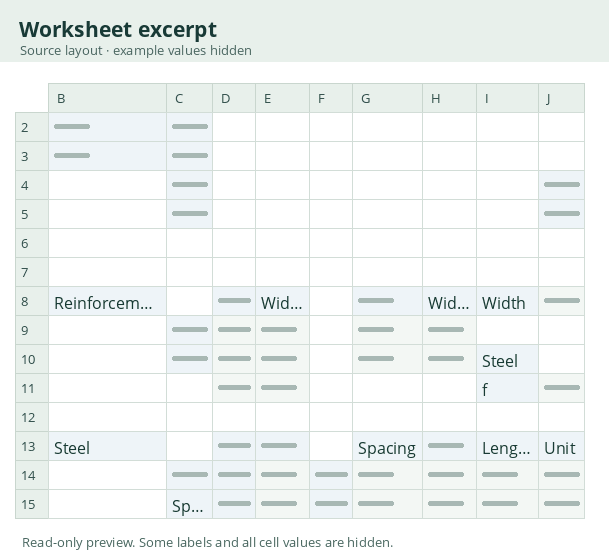 Worksheet excerpt
Source layout · example values hidden
B C D E F G H I J
2
3
4
5
6
7
8 Reinforcem... Wid... Wid... Width
9
10 Steel
11 f
12
13 Steel Spacing Leng... Unit
14
15 Sp...
Read-only preview. Some labels and all cell values are hidden.